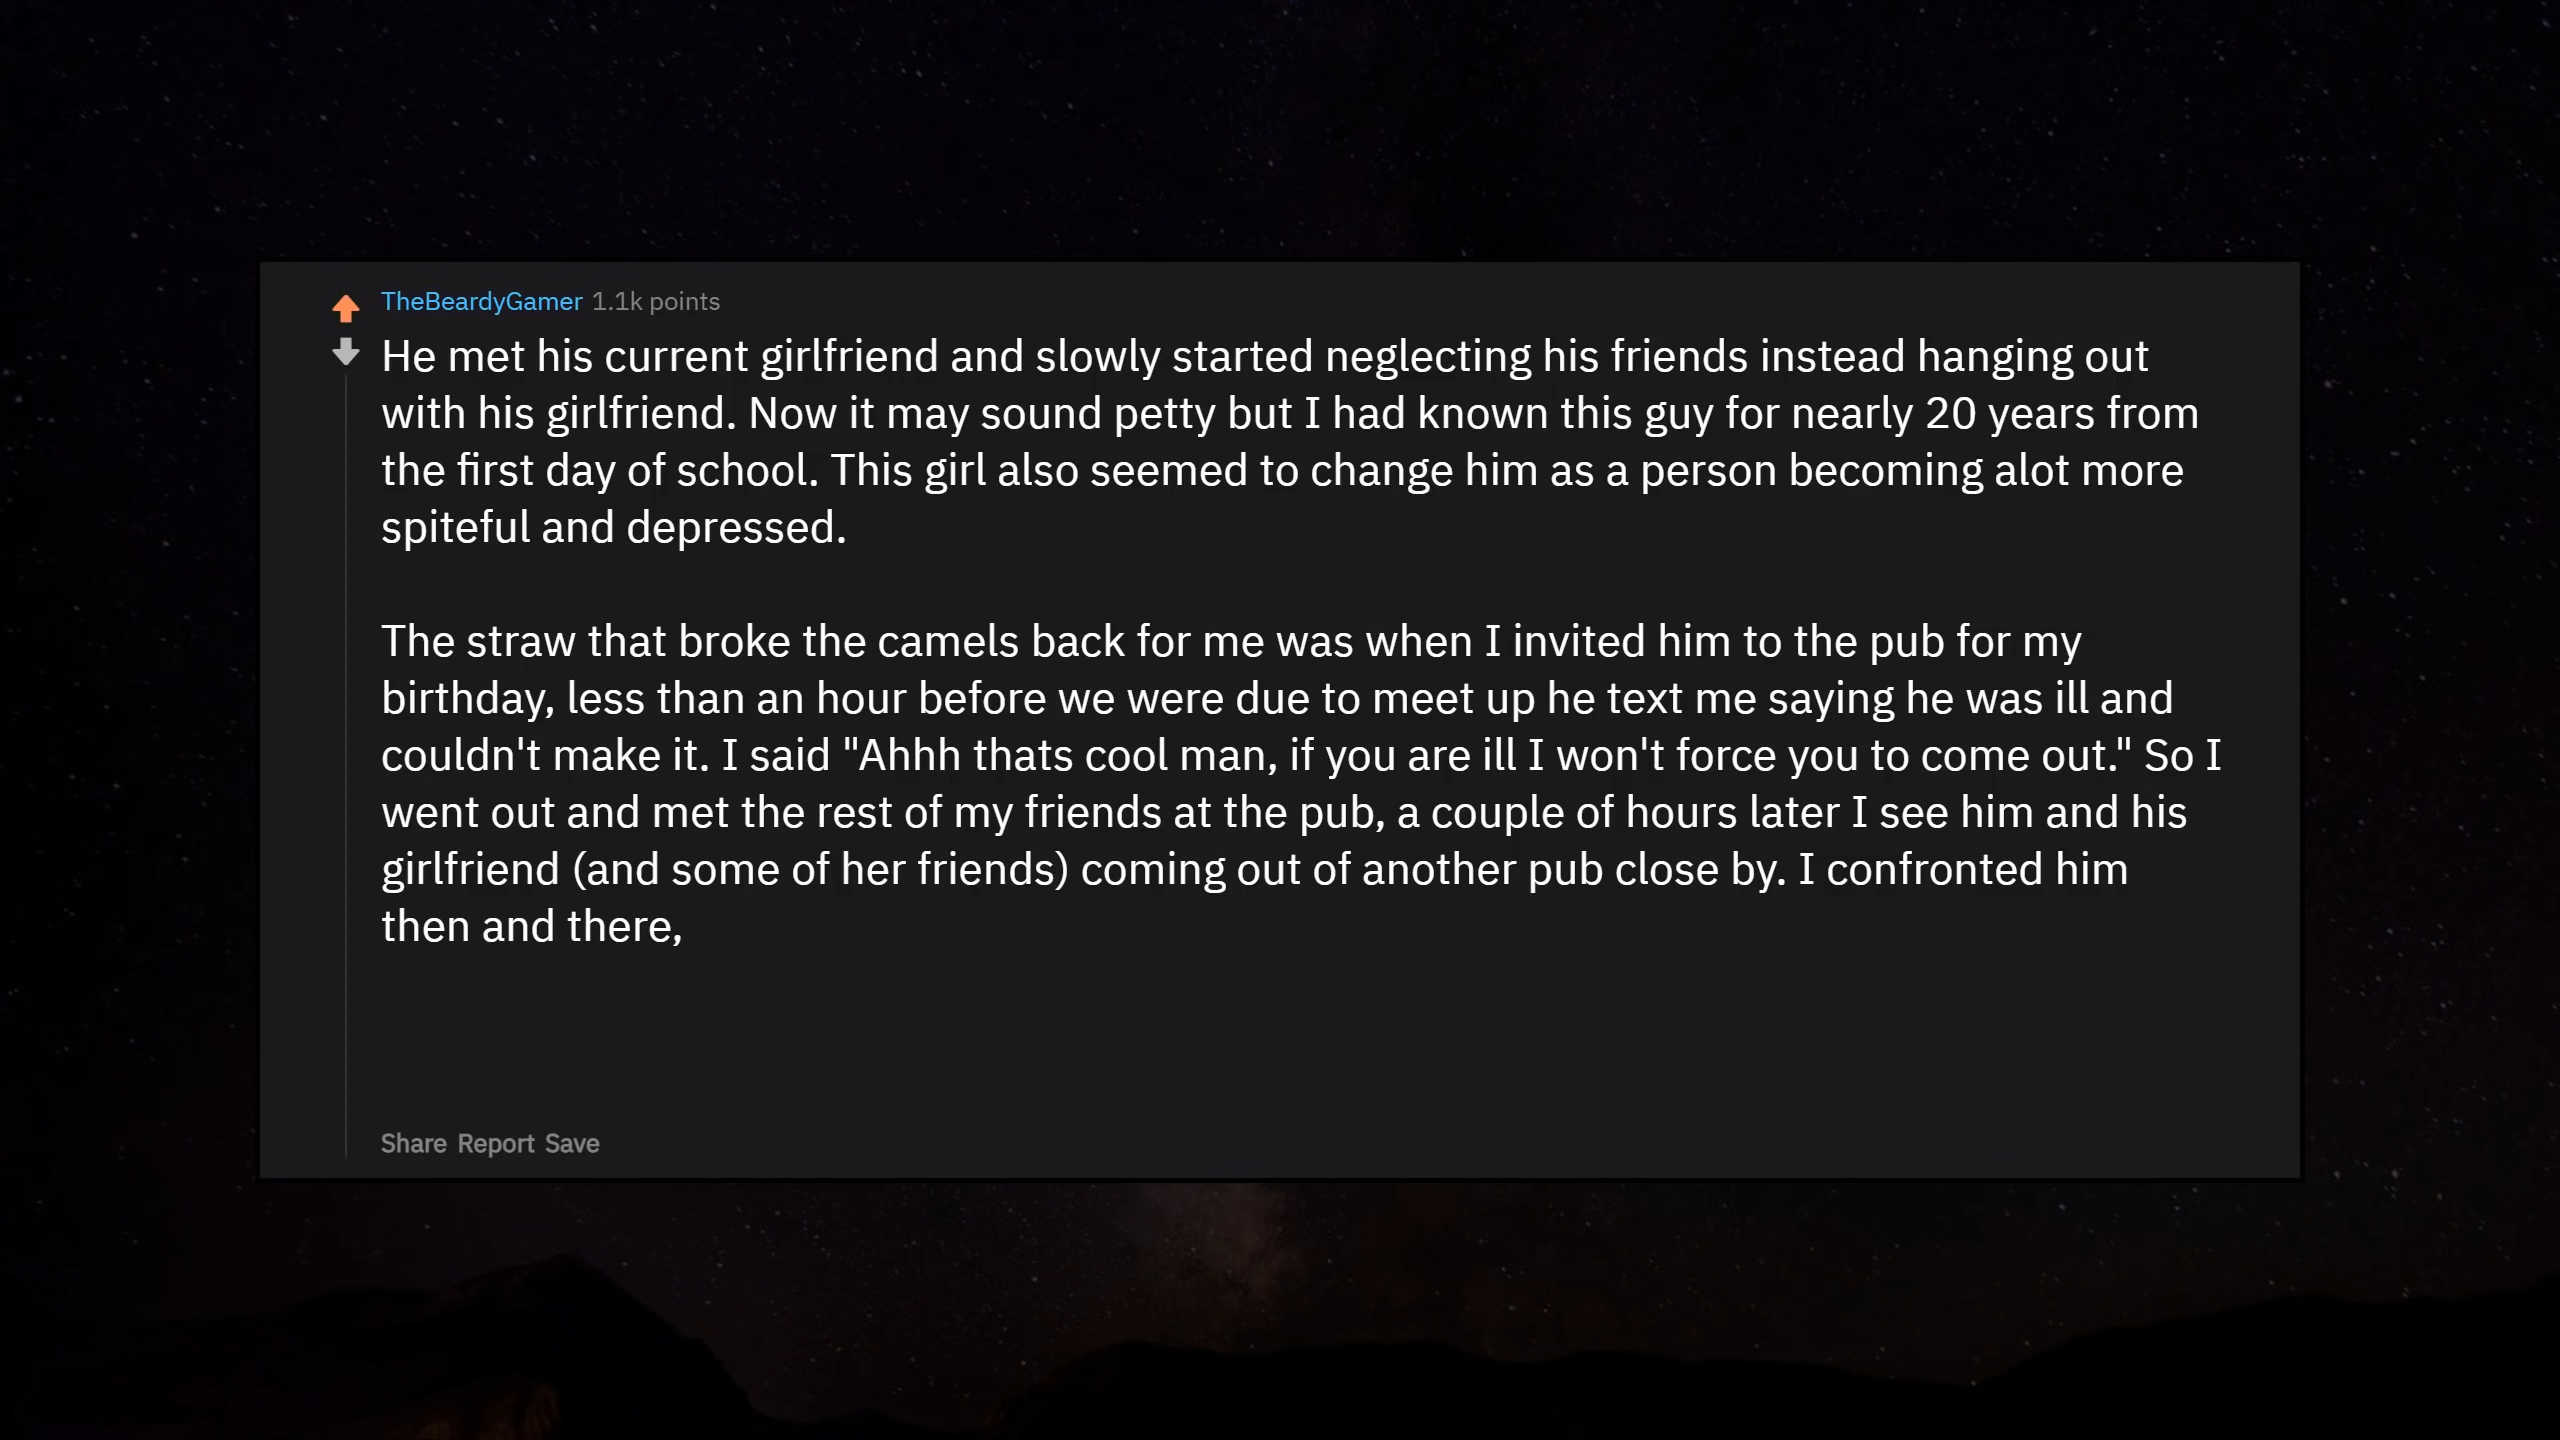 TheBeardyGamer 1.1k points
He met his current girlfriend and slowly started neglecting his friends instead hanging out
with his girlfriend. Now it may sound petty but I had known this guy for nearly 20 years from
the first day of school. This girl also seemed to change him as a person becoming alot more
spiteful and depressed.
The straw that broke the camels back for me was when I invited him to the pub for my
birthday, less than an hour before we were due to meet up he text me saying he was ill and
couldn't make it. I said "Ahhh thats cool man, if you are ill I won't force you to come out." So I
went out and met the rest of my friends at the pub, a couple of hours later I see him and his
girlfriend (and some of her friends) coming out of another pub close by. I confronted him
then and there,
Share Report Save